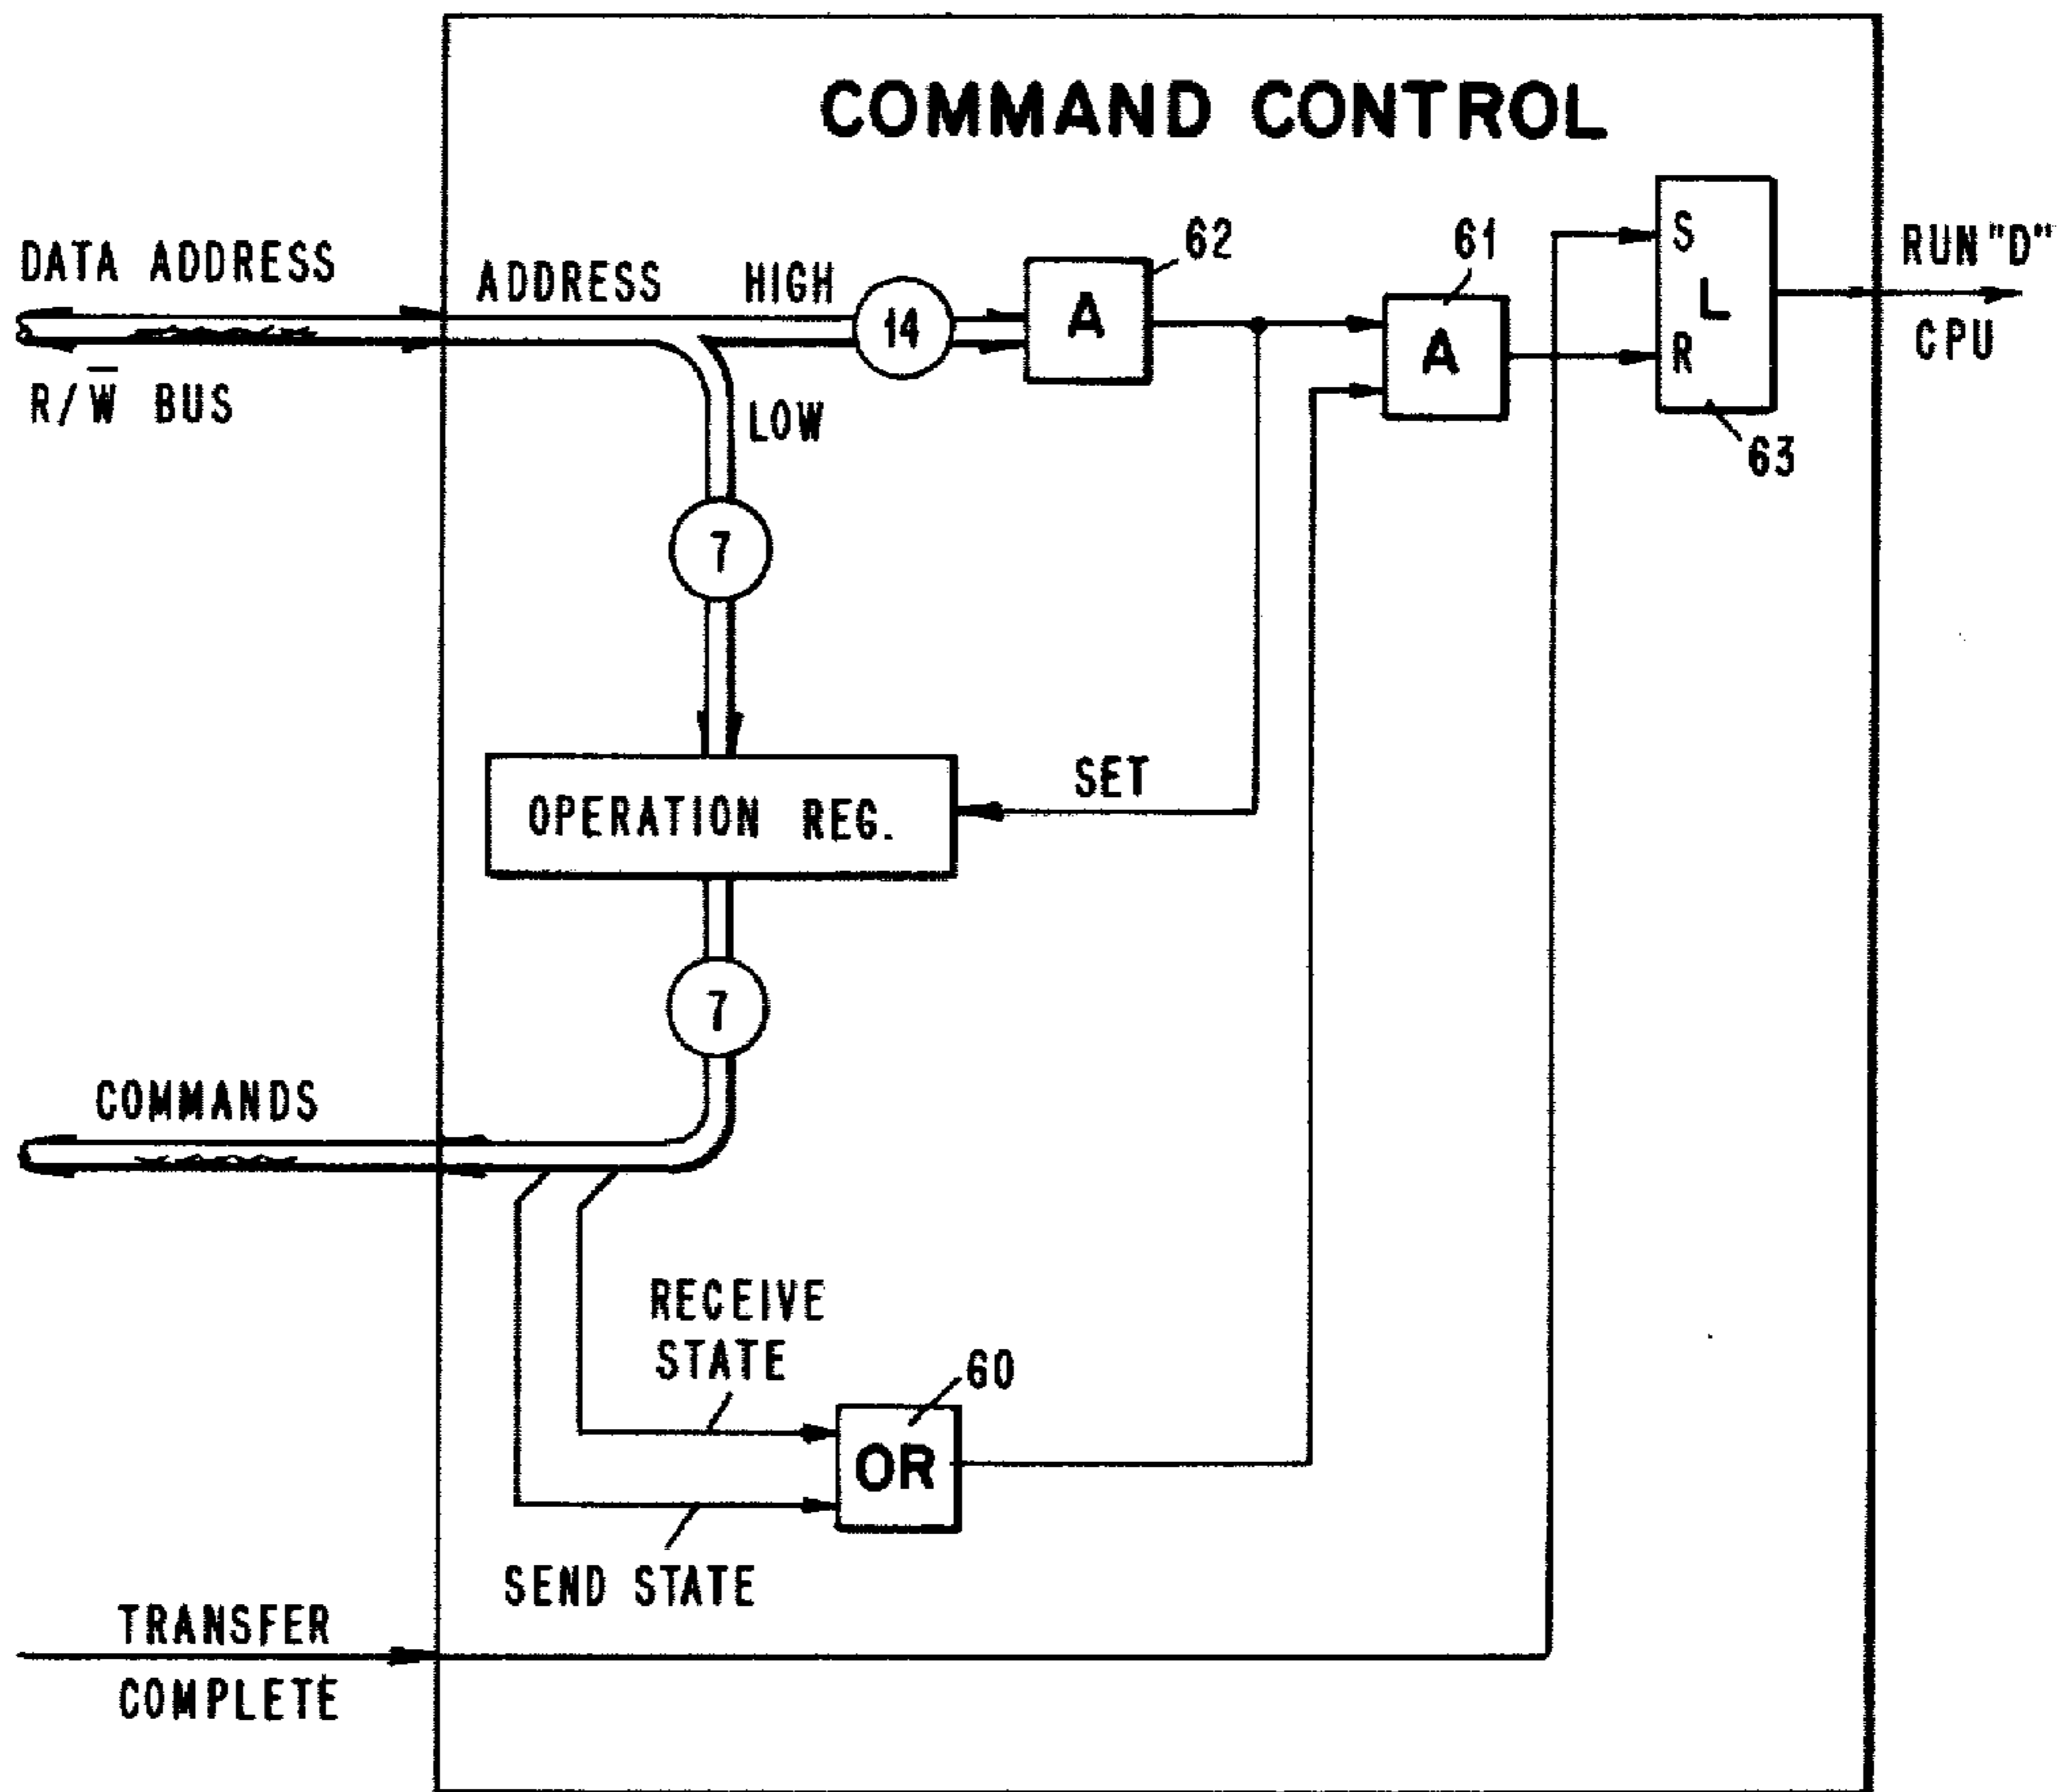 COMMAND CONTROL
DATA ADDRESS
R/W̅ BUS
ADDRESS
HIGH
14
A
62
A
61
S
L
R
63
RUN "D"
CPU
LOW
7
OPERATION REG.
SET
7
COMMANDS
RECEIVE
STATE
60
OR
SEND STATE
TRANSFER
COMPLETE